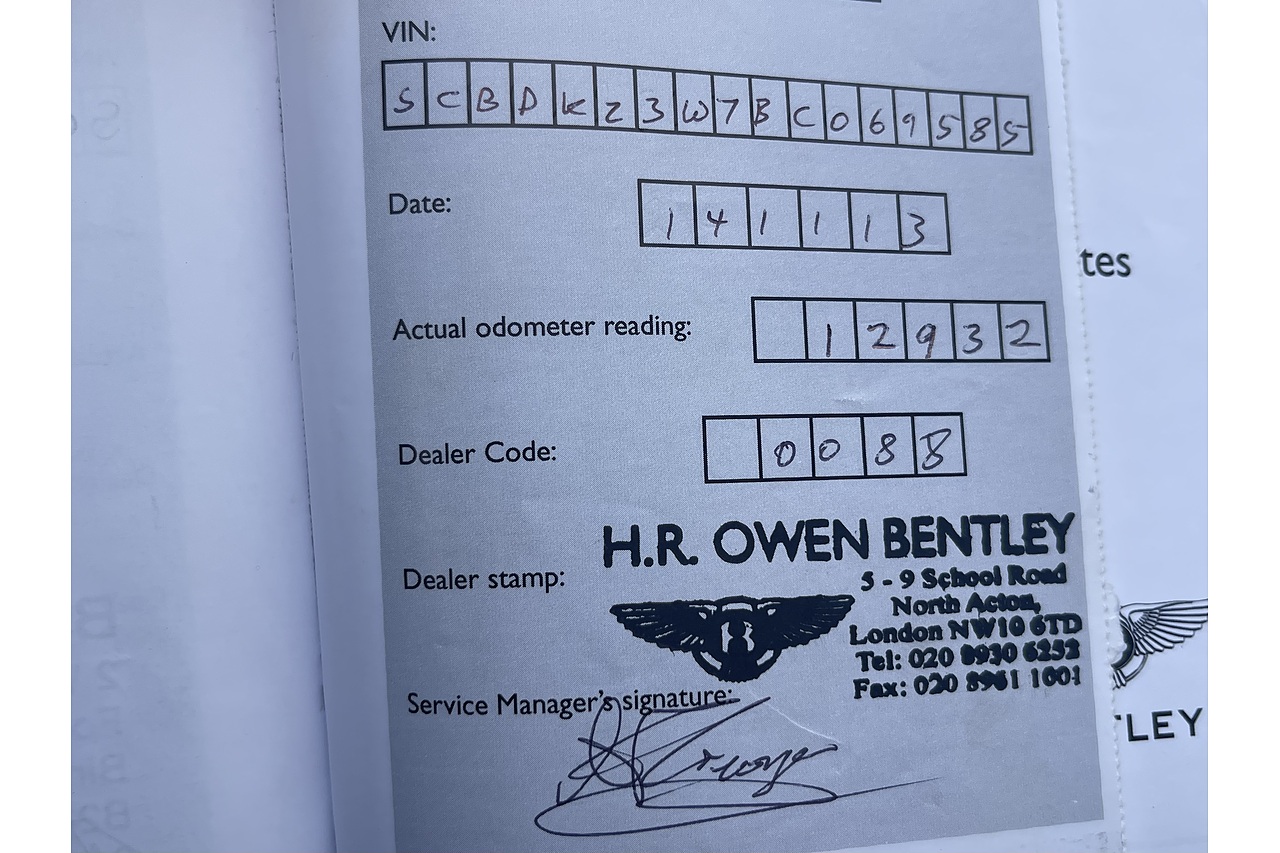 VIN:
SCBDKZ3W7BC069585
Date:
141113
tes
Actual odometer reading:
12932
Dealer Code:
0088
H.R. OWEN BENTLEY
Dealer stamp:
5 - 9 School Road
North Acton,
London NW10 6TD
Tel: 020 8930 6252
Fax: 020 8961 1001
Service Manager's signature:
LEY